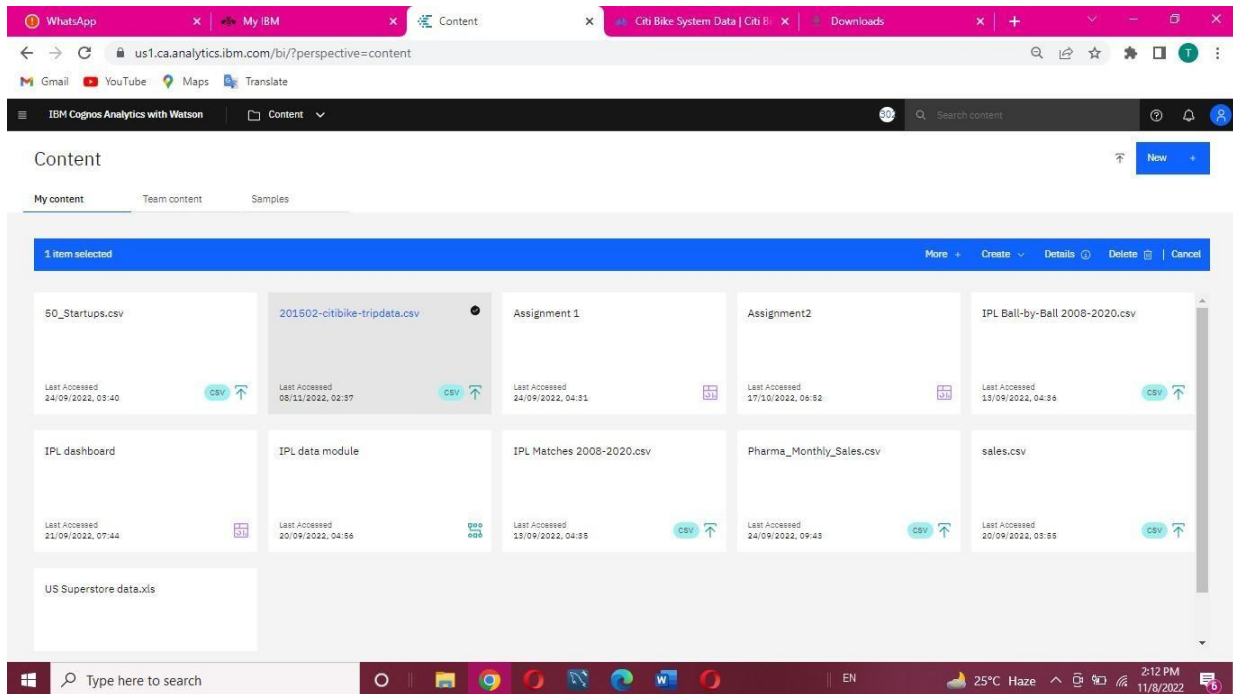 WhatsApp
My IBM
Content
Citi Bike System Data | Citi Bi
Downloads
us1.ca.analytics.ibm.com/bi/?perspective=content
T
Gmail
YouTube
Maps
Translate
IBM Cognos Analytics with Watson
Content
Search content
Content
New +
My content
Team content
Samples
1 item selected
More +
Create
Details
Delete
Cancel
50_Startups.csv
Last Accessed
24/09/2022, 03:40
CSV
201502-citibike-tripdata.csv
Last Accessed
08/11/2022, 02:37
CSV
Assignment 1
Last Accessed
24/09/2022, 04:31
Assignment2
Last Accessed
17/10/2022, 06:52
IPL Ball-by-Ball 2008-2020.csv
Last Accessed
13/09/2022, 04:36
CSV
IPL dashboard
Last Accessed
21/09/2022, 07:44
IPL data module
Last Accessed
20/09/2022, 04:56
IPL Matches 2008-2020.csv
Last Accessed
13/09/2022, 04:35
CSV
Pharma_Monthly_Sales.csv
Last Accessed
24/09/2022, 09:43
CSV
sales.csv
Last Accessed
20/09/2022, 03:55
CSV
US Superstore data.xls
Type here to search
W
EN
25°C Haze
2:12 PM
11/8/2022
6